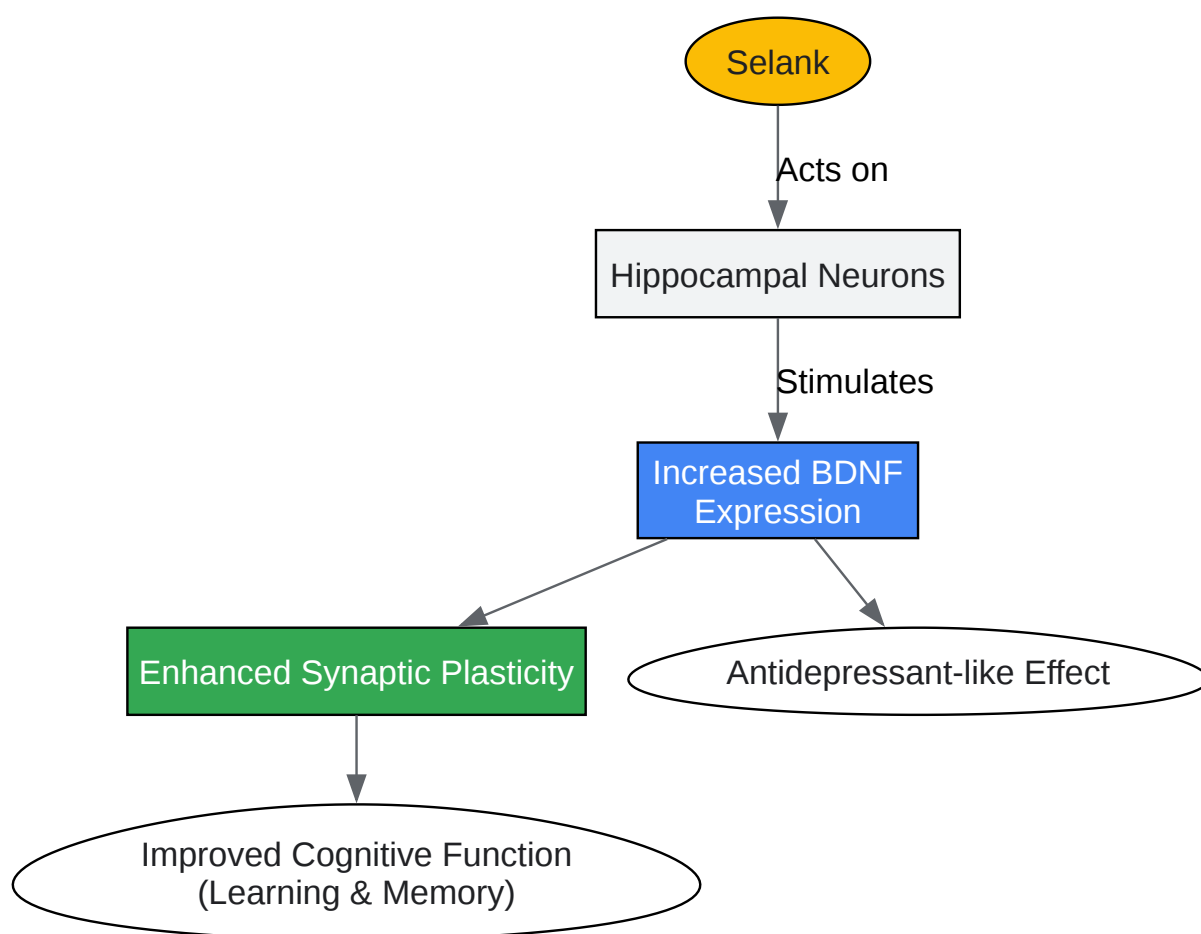 Selank
Acts on
Hippocampal Neurons
Stimulates
Increased BDNF
Expression
Enhanced Synaptic Plasticity
Antidepressant-like Effect
Improved Cognitive Function
(Learning & Memory)